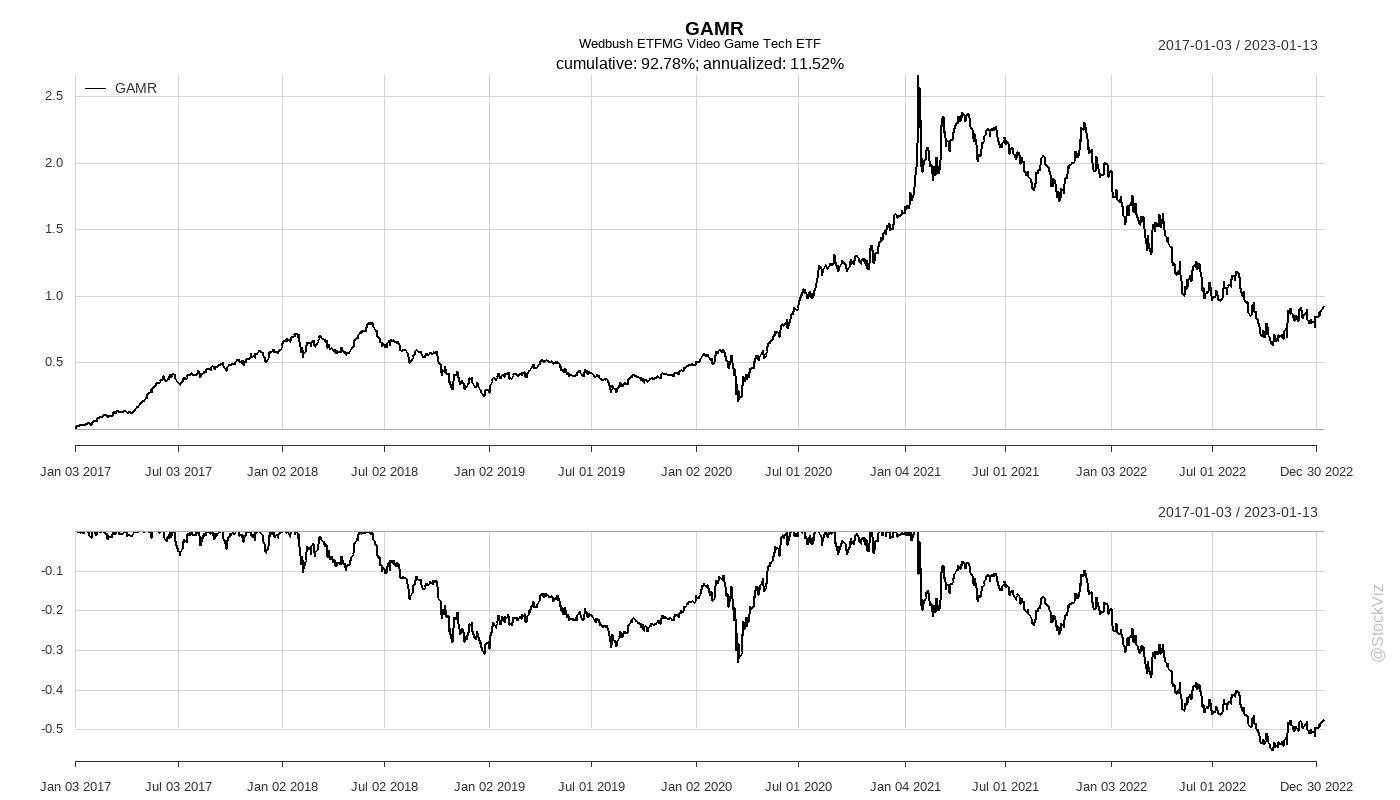 GAMR
Wedbush ETFMG Video Game Tech ETF
2017-01-03 / 2023-01-13
cumulative: 92.78%; annualized: 11.52%
GAMR
2.5
2.0
1.5
1.0
0.5
Jan 03 2017 Jul 03 2017 Jan 02 2018 Jul 02 2018 Jan 02 2019 Jul 01 2019 Jan 02 2020 Jul 01 2020 Jan 04 2021 Jul 01 2021 Jan 03 2022 Jul 01 2022 Dec 30 2022
2017-01-03 / 2023-01-13
-0.1
-0.2
-0.3
-0.4
-0.5
Jan 03 2017 Jul 03 2017 Jan 02 2018 Jul 02 2018 Jan 02 2019 Jul 01 2019 Jan 02 2020 Jul 01 2020 Jan 04 2021 Jul 01 2021 Jan 03 2022 Jul 01 2022 Dec 30 2022
@StockViz